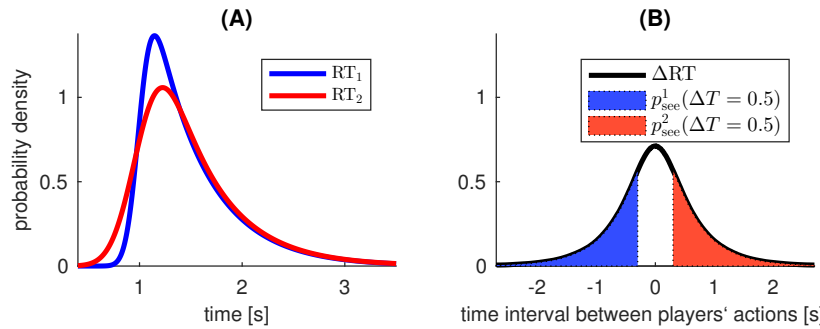 (A)
probability density
1
0.5
0
1
2
3
time [s]
RT₁
RT₂
(B)
ΔRT
p¹see(ΔT = 0.5)
p²see(ΔT = 0.5)
1
0.5
0
-2
-1
0
1
2
time interval between players‘ actions [s]